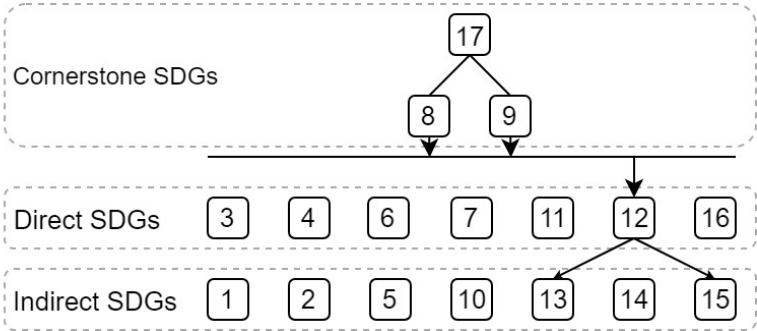 17
Cornerstone SDGs
8 9
Direct SDGs 3 4 6 7 11 12 16
Indirect SDGs 1 2 5 10 13 14 15